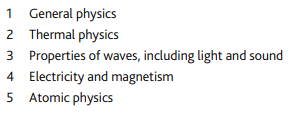 1 General physics
2 Thermal physics
3 Properties of waves, including light and sound
4 Electricity and magnetism
5 Atomic physics